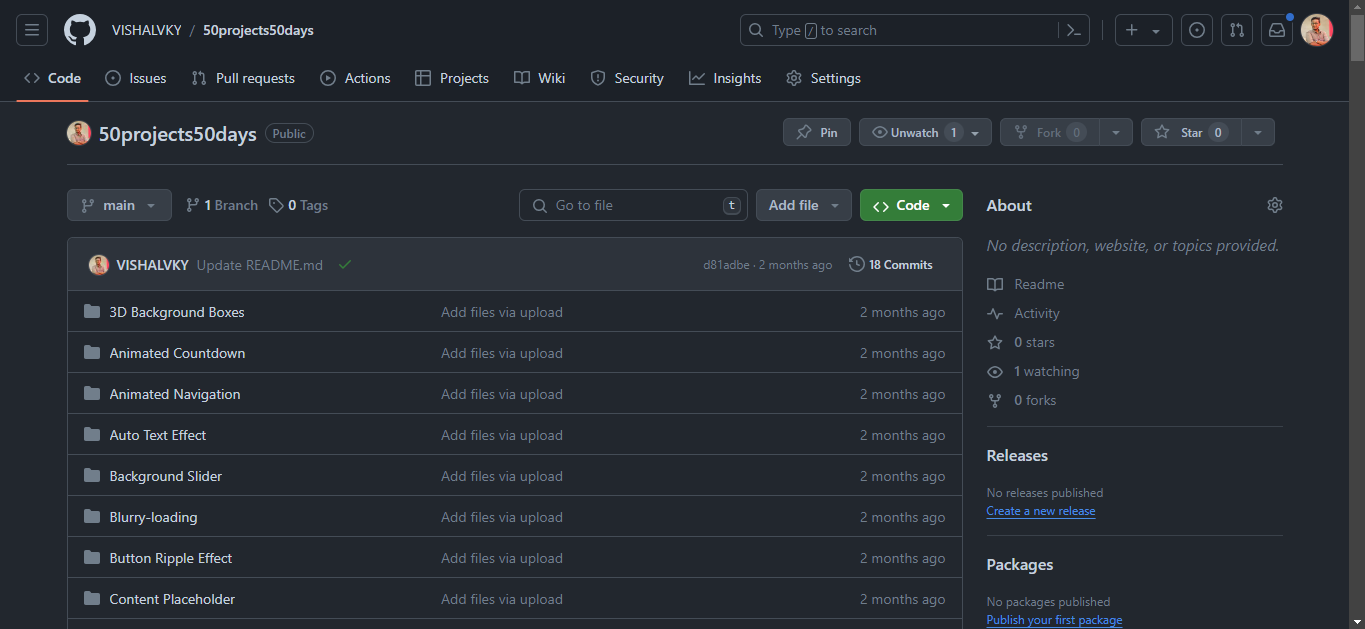 VISHALVKY / 50projects50days
Type / to search
Code Issues Pull requests Actions Projects Wiki Security Insights Settings
50projects50days Public
Pin Unwatch 1 Fork 0 Star 0
main 1 Branch 0 Tags Go to file t Add file Code
VISHALVKY Update README.md d81adbe · 2 months ago 18 Commits
3D Background Boxes Add files via upload 2 months ago
Animated Countdown Add files via upload 2 months ago
Animated Navigation Add files via upload 2 months ago
Auto Text Effect Add files via upload 2 months ago
Background Slider Add files via upload 2 months ago
Blurry-loading Add files via upload 2 months ago
Button Ripple Effect Add files via upload 2 months ago
Content Placeholder Add files via upload 2 months ago
About
No description, website, or topics provided.
Readme
Activity
0 stars
1 watching
0 forks
Releases
No releases published
Create a new release
Packages
No packages published
Publish your first package